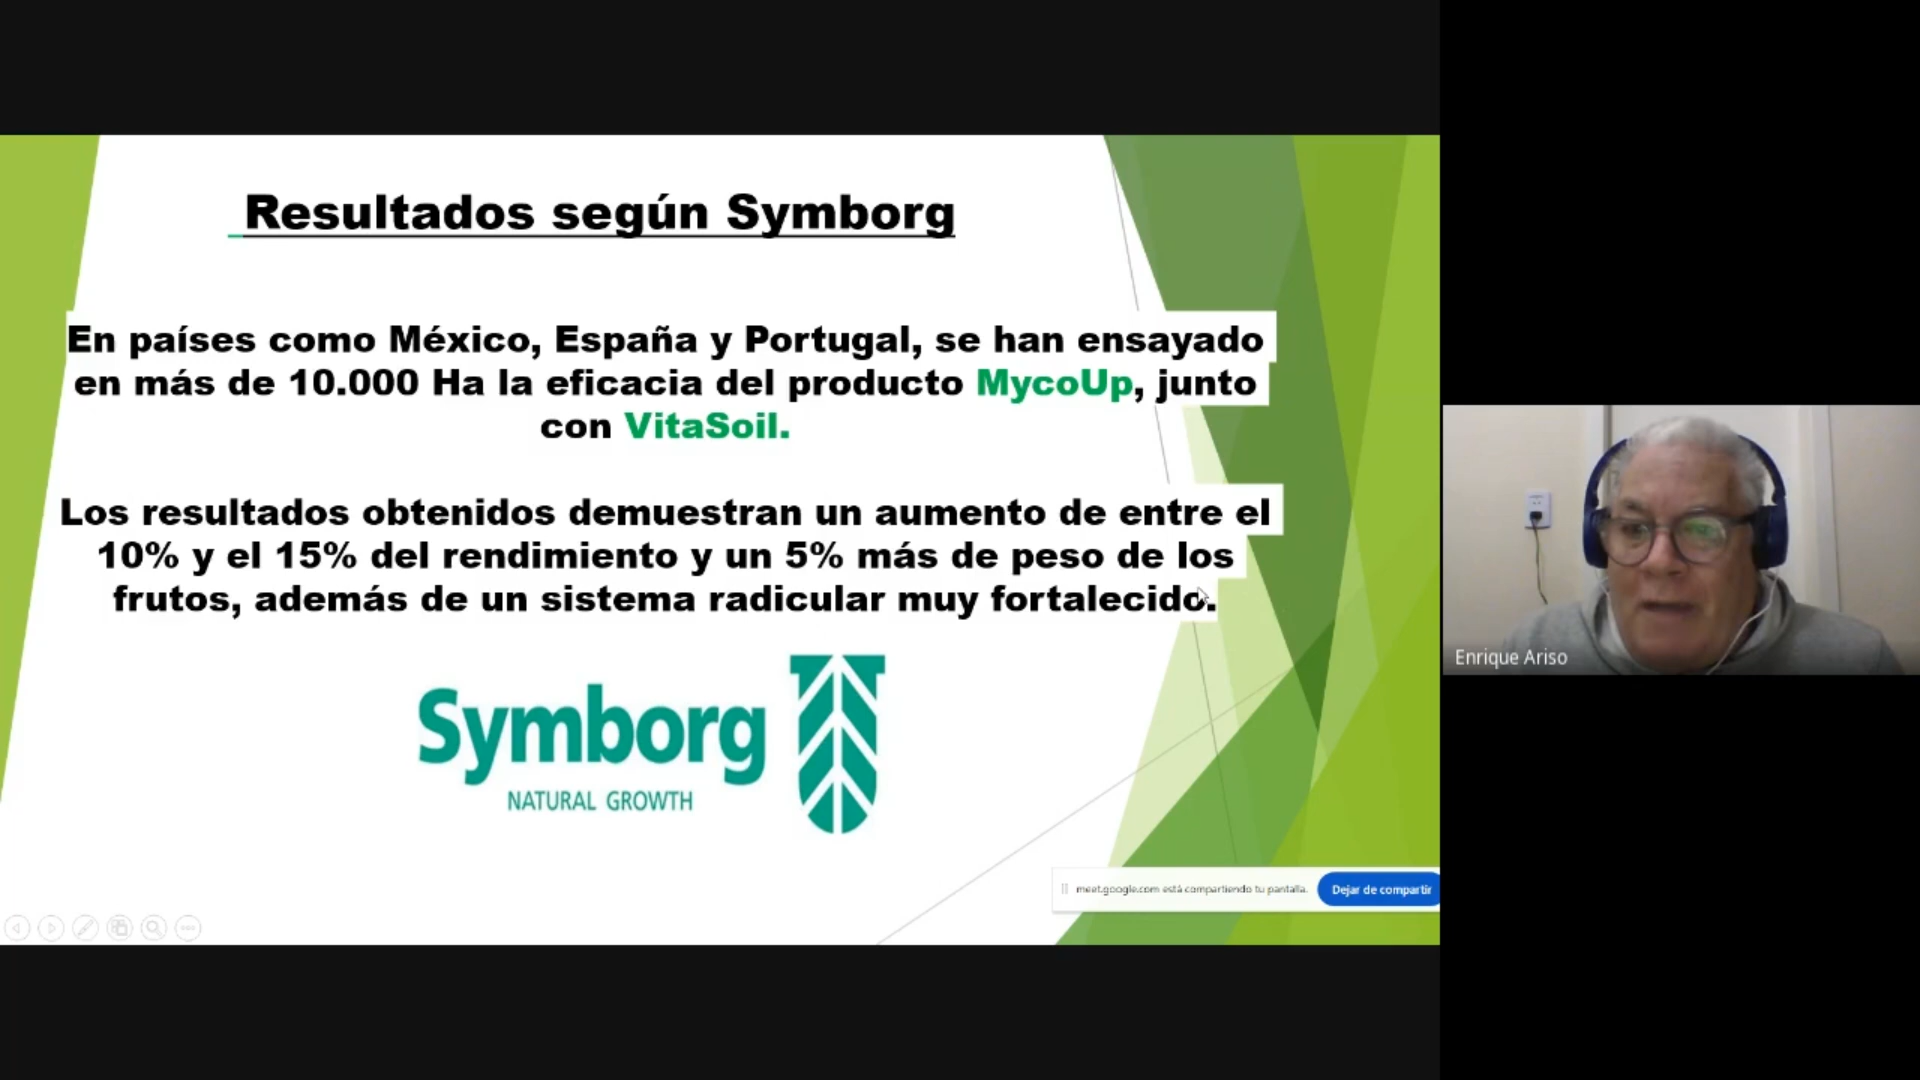 Resultados según Symborg
En países como México, España y Portugal, se han ensayado
en más de 10.000 Ha la eficacia del producto MycoUp, junto
con VitaSoil.
Los resultados obtenidos demuestran un aumento de entre el
10% y el 15% del rendimiento y un 5% más de peso de los
frutos, además de un sistema radicular muy fortalecido.
Symborg
NATURAL GROWTH
meet.google.com está compartiendo tu pantalla.
Dejar de compartir
Enrique Ariso